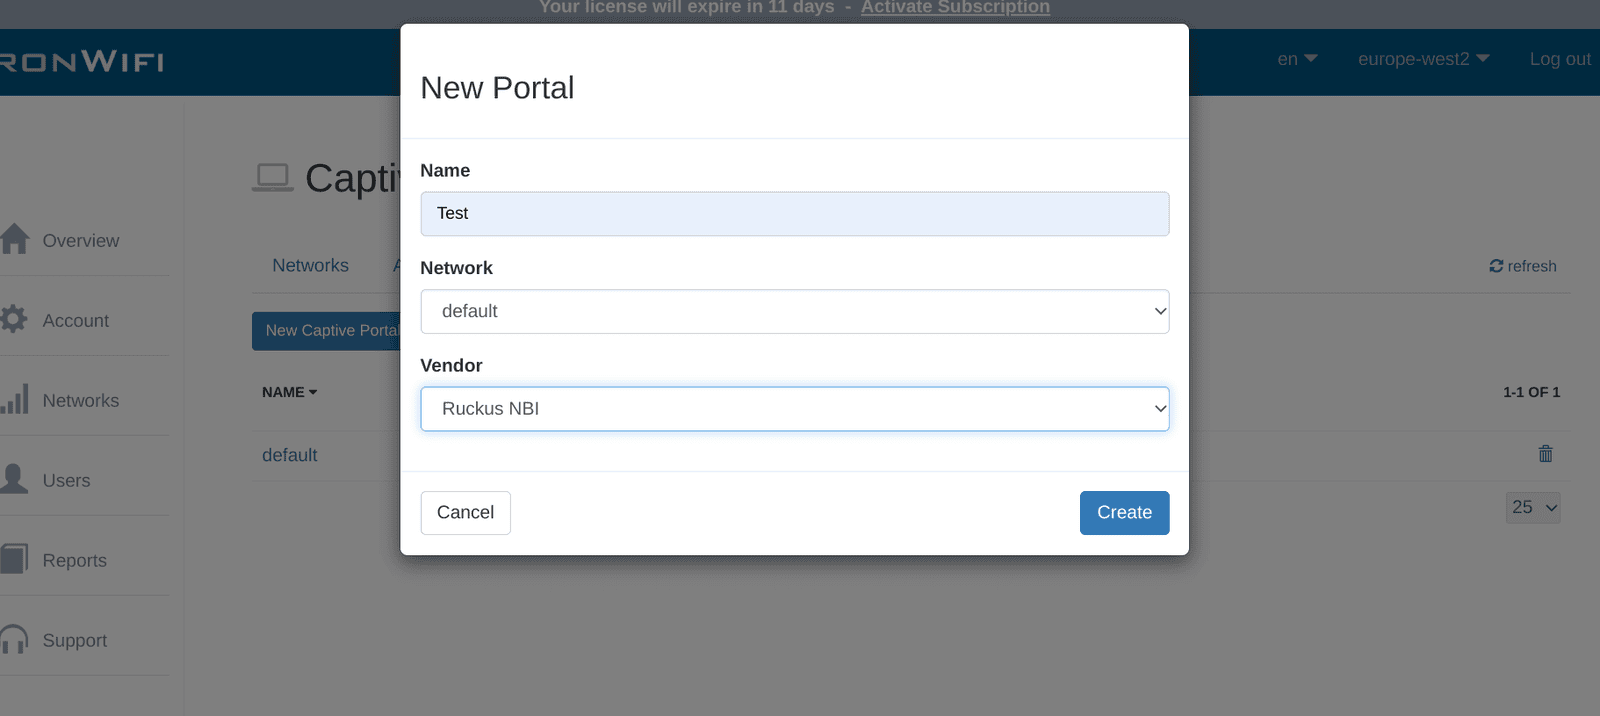 Your license will expire in 11 days - Activate Subscription
RONWIFI
en
europe-west2
Log out
New Portal
Name
Test
Network
default
Vendor
Ruckus NBI
Cancel
Create
Overview
Account
Networks
Users
Reports
Support
Networks
refresh
New Captive Portal
NAME
1-1 OF 1
default
25